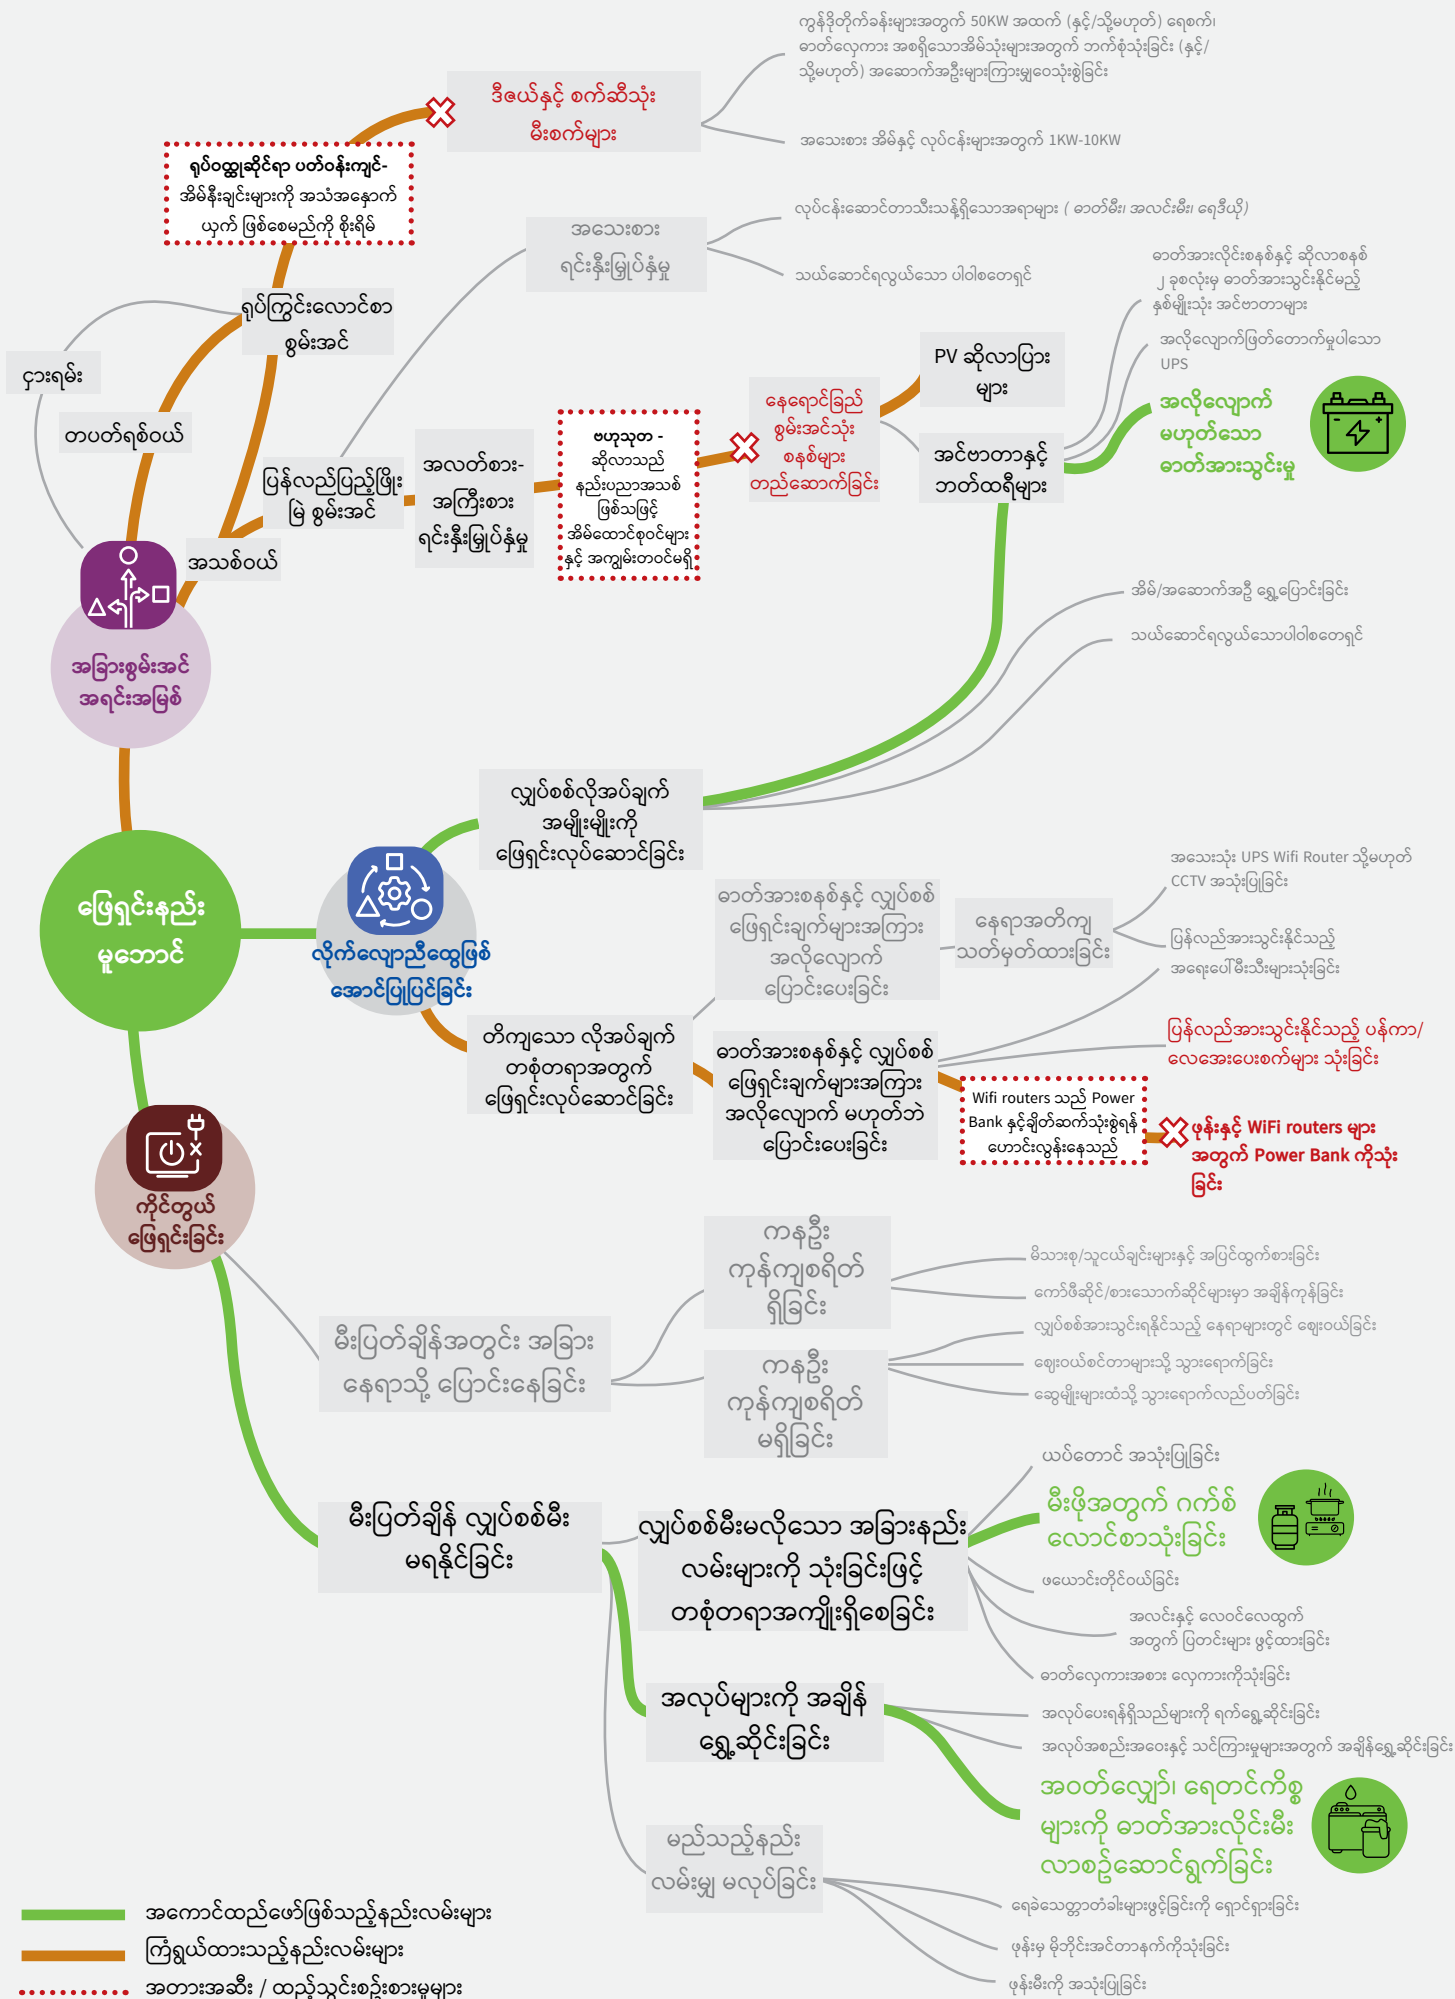 ကွန်ဒိုတိုက်ခန်းများအတွက် 50KW အထက် (နှင့်/သို့မဟုတ်) ရေစက်၊
ဓာတ်လှေကား အစရှိသောအိမ်သုံးများအတွက် ဘက်စုံသုံးခြင်း (နှင့်/
သို့မဟုတ်) အဆောက်အဦးများကြားမျှဝေသုံးစွဲခြင်း
ဒီဇယ်နှင့် စက်ဆီသုံး
မီးစက်များ
အသေးစား အိမ်နှင့် လုပ်ငန်းများအတွက် 1KW-10KW
ရုပ်ဝတ္ထုဆိုင်ရာ ပတ်ဝန်းကျင်-
အိမ်နီးချင်းများကို အသံအနှောက်
ယှက် ဖြစ်စေမည်ကို စိုးရိမ်
လုပ်ငန်းဆောင်တာသီးသန့်ရှိသောအရာများ ( ဓာတ်မီး၊ အလင်းမီး၊ ရေဒီယို)
အသေးစား
ရင်းနှီးမြှုပ်နှံမှု
သယ်ဆောင်ရလွယ်သော ပါဝါစတေရှင်
ဓာတ်အားလိုင်းစနစ်နှင့် ဆိုလာစနစ်
၂ ခုစလုံးမှ ဓာတ်အားသွင်းနိုင်မည့်
နှစ်မျိုးသုံး အင်ဗာတာများ
ရုပ်ကြွင်းလောင်စာ
စွမ်းအင်
အလိုလျောက်ဖြတ်တောက်မှုပါသော
UPS
PV ဆိုလာပြား
များ
ငှားရမ်း
နေရောင်ခြည်
စွမ်းအင်သုံး
စနစ်များ
တည်ဆောက်ခြင်း
အလိုလျောက်
မဟုတ်သော
ဓာတ်အားသွင်းမှု
တပတ်ရစ်ဝယ်
ဗဟုသုတ -
ဆိုလာသည်
နည်းပညာအသစ်
ဖြစ်သဖြင့်
အိမ်ထောင်စုဝင်များ
နှင့် အကျွမ်းတဝင်မရှိ
အင်ဗာတာနှင့်
ဘတ်ထရီများ
ပြန်လည်ပြည့်ဖြိုး
မြဲ စွမ်းအင်
အလတ်စား-
အကြီးစား
ရင်းနှီးမြှုပ်နှံမှု
အသစ်ဝယ်
အိမ်/အဆောက်အဦ ရွှေ့ပြောင်းခြင်း
သယ်ဆောင်ရလွယ်သောပါဝါစတေရှင်
အခြားစွမ်းအင်
အရင်းအမြစ်
လျှပ်စစ်လိုအပ်ချက်
အမျိုးမျိုးကို
ဖြေရှင်းလုပ်ဆောင်ခြင်း
အသေးသုံး UPS Wifi Router သို့မဟုတ်
CCTV အသုံးပြုခြင်း
ဓာတ်အားစနစ်နှင့် လျှပ်စစ်
ဖြေရှင်းချက်များအကြား
အလိုလျောက်
ပြောင်းပေးခြင်း
နေရာအတိကျ
သတ်မှတ်ထားခြင်း
ဖြေရှင်းနည်း
မူဘောင်
လိုက်လျောညီထွေဖြစ်
အောင်ပြုပြင်ခြင်း
ပြန်လည်အားသွင်းနိုင်သည့်
အရေးပေါ်မီးသီးများသုံးခြင်း
တိကျသော လိုအပ်ချက်
တစုံတရာအတွက်
ဖြေရှင်းလုပ်ဆောင်ခြင်း
ဓာတ်အားစနစ်နှင့် လျှပ်စစ်
ဖြေရှင်းချက်များအကြား
အလိုလျောက် မဟုတ်ဘဲ
ပြောင်းပေးခြင်း
ပြန်လည်အားသွင်းနိုင်သည့် ပန်ကာ/
လေအေးပေးစက်များ သုံးခြင်း
Wifi routers သည် Power
Bank နှင့်ချိတ်ဆက်သုံးစွဲရန်
ဟောင်းလွန်းနေသည်
ဖုန်းနှင့် WiFi routers များ
အတွက် Power Bank ကိုသုံး
ခြင်း
ကိုင်တွယ်
ဖြေရှင်းခြင်း
ကနဦး
ကုန်ကျစရိတ်
ရှိခြင်း
မိသားစု/သူငယ်ချင်းများနှင့် အပြင်ထွက်စားခြင်း
ကော်ဖီဆိုင်/စားသောက်ဆိုင်များမှာ အချိန်ကုန်ခြင်း
မီးပြတ်ချိန်အတွင်း အခြား
နေရာသို့ ပြောင်းနေခြင်း
လျှပ်စစ်အားသွင်းရနိုင်သည့် နေရာများတွင် ဈေးဝယ်ခြင်း
ကနဦး
ကုန်ကျစရိတ်
မရှိခြင်း
ဈေးဝယ်စင်တာများသို့ သွားရောက်ခြင်း
ဆွေမျိုးများထံသို့ သွားရောက်လည်ပတ်ခြင်း
ယပ်တောင် အသုံးပြုခြင်း
မီးပြတ်ချိန် လျှပ်စစ်မီး
မရနိုင်ခြင်း
လျှပ်စစ်မီးမလိုသော အခြားနည်း
လမ်းများကို သုံးခြင်းဖြင့်
တစုံတရာအကျိုးရှိစေခြင်း
မီးဖိုအတွက် ဂက်စ်
လောင်စာသုံးခြင်း
ဖယောင်းတိုင်ဝယ်ခြင်း
အလင်းနှင့် လေဝင်လေထွက်
အတွက် ပြတင်းများ ဖွင့်ထားခြင်း
ဓာတ်လှေကားအစား လှေကားကိုသုံးခြင်း
အလုပ်များကို အချိန်
ရွှေ့ဆိုင်းခြင်း
အလုပ်ပေးရန်ရှိသည်များကို ရက်ရွှေ့ဆိုင်းခြင်း
အလုပ်အစည်းအဝေးနှင့် သင်ကြားမှုများအတွက် အချိန်ရွှေ့ဆိုင်းခြင်း
အဝတ်လျှော်၊ ရေတင်ကိစ္စ
များကို ဓာတ်အားလိုင်းမီး
လာစဉ်ဆောင်ရွက်ခြင်း
မည်သည့်နည်း
လမ်းမျှ မလုပ်ခြင်း
ရေခဲသေတ္တာတံခါးများဖွင့်ခြင်းကို ရှောင်ရှားခြင်း
ဖုန်းမှ မိုဘိုင်းအင်တာနက်ကိုသုံးခြင်း
ဖုန်းမီးကို အသုံးပြုခြင်း
အကောင်ထည်ဖော်ဖြစ်သည့်နည်းလမ်းများ
ကြံရွယ်ထားသည့်နည်းလမ်းများ
အတားအဆီး / ထည့်သွင်းစဉ်းစားမှုများ